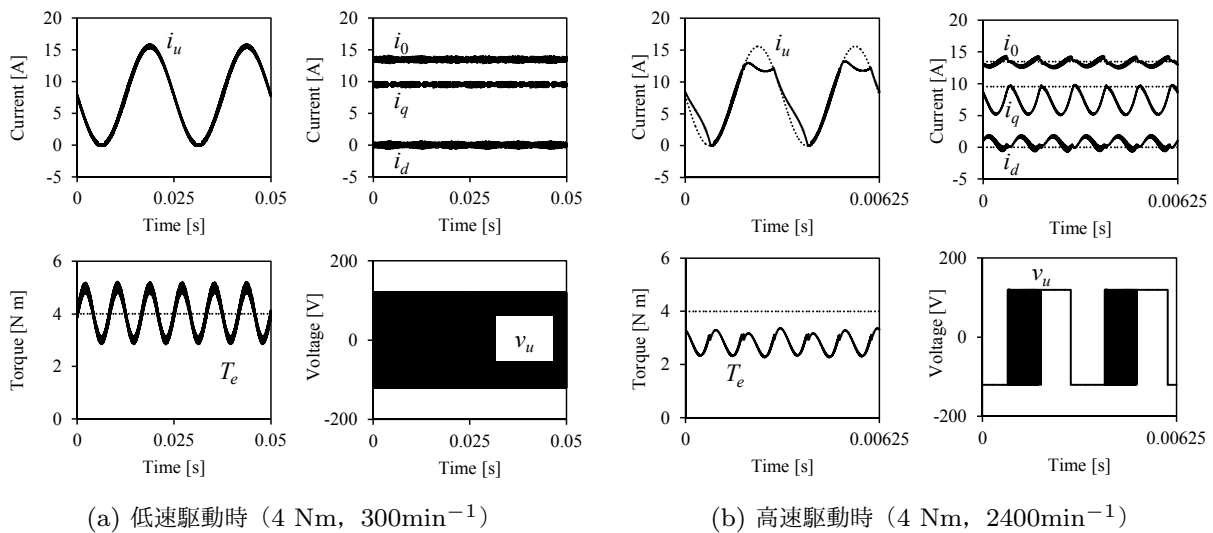 20
15
10
5
0
-5
Current [A]
i_u
0
0.025
0.05
Time [s]
20
15
10
5
0
-5
Current [A]
i_0
i_q
i_d
0
0.025
0.05
Time [s]
6
4
2
0
Torque [N m]
T_e
0
0.025
0.05
Time [s]
200
0
-200
Voltage [V]
v_u
0
0.025
0.05
Time [s]
(a) 低速駆動時（4 Nm，300min⁻¹）
20
15
10
5
0
-5
Current [A]
i_u
0
0.00625
Time [s]
20
15
10
5
0
-5
Current [A]
i_0
i_q
i_d
0
0.00625
Time [s]
6
4
2
0
Torque [N m]
T_e
0
0.00625
Time [s]
200
0
-200
Voltage [V]
v_u
0
0.00625
Time [s]
(b) 高速駆動時（4 Nm，2400min⁻¹）